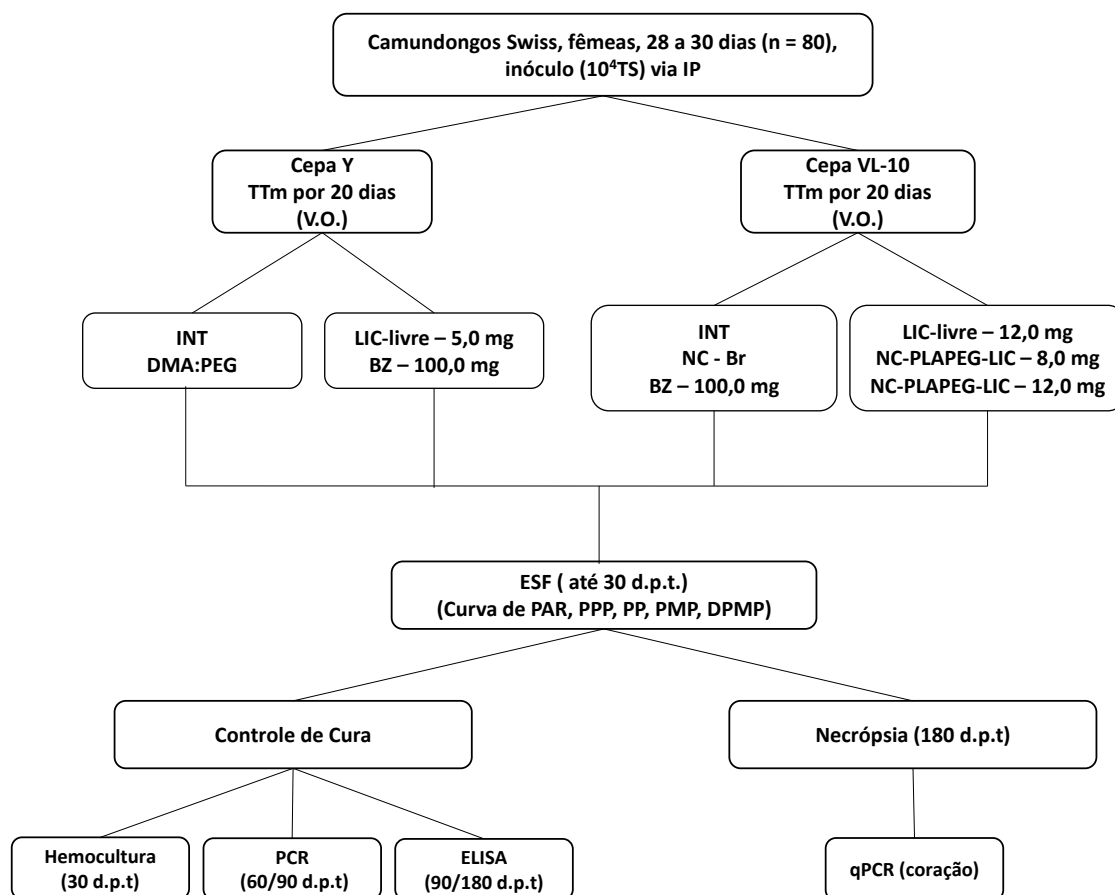 Camundongos Swiss, fêmeas, 28 a 30 dias (n = 80),
inóculo (10⁴TS) via IP
Cepa Y
TTm por 20 dias
(V.O.)
Cepa VL-10
TTm por 20 dias
(V.O.)
INT
DMA:PEG
LIC-livre – 5,0 mg
BZ – 100,0 mg
INT
NC - Br
BZ – 100,0 mg
LIC-livre – 12,0 mg
NC-PLAPEG-LIC – 8,0 mg
NC-PLAPEG-LIC – 12,0 mg
ESF ( até 30 d.p.t.)
(Curva de PAR, PPP, PP, PMP, DPMP)
Controle de Cura
Necrópsia (180 d.p.t)
Hemocultura
(30 d.p.t)
PCR
(60/90 d.p.t)
ELISA
(90/180 d.p.t)
qPCR (coração)